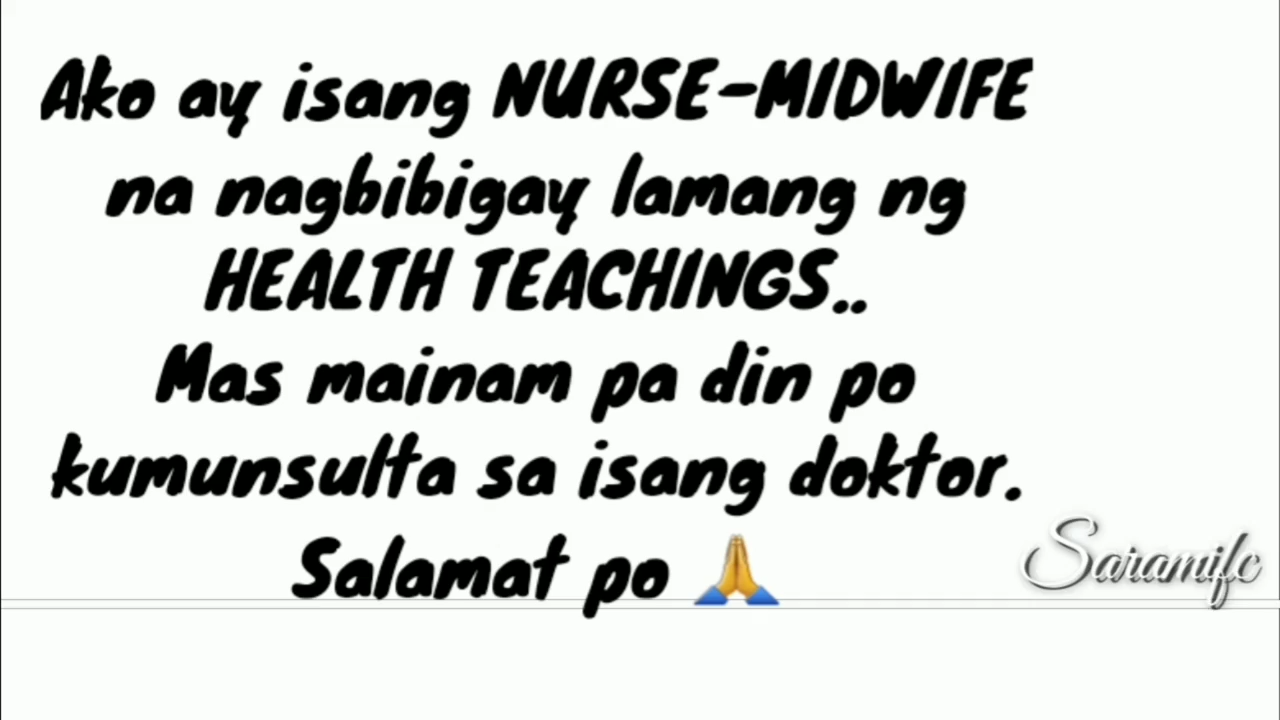 Ako ay isang NURSE-MIDWIFE
na nagbibigay lamang ng
HEALTH TEACHINGS..
Mas mainam pa din po
kumunsulta sa isang doktor.
Salamat po 🙏
Saramifc